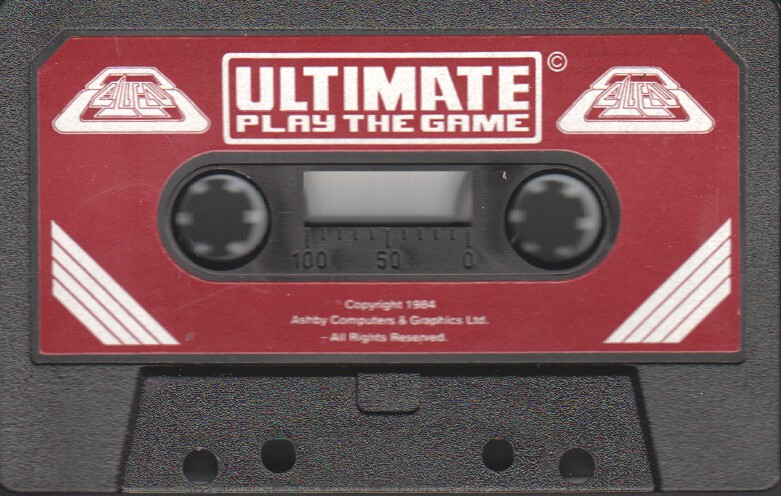 ULTIMATE ©
PLAY THE GAME
100 50 0
Copyright 1984
Ashby Computers & Graphics Ltd.
All Rights Reserved.